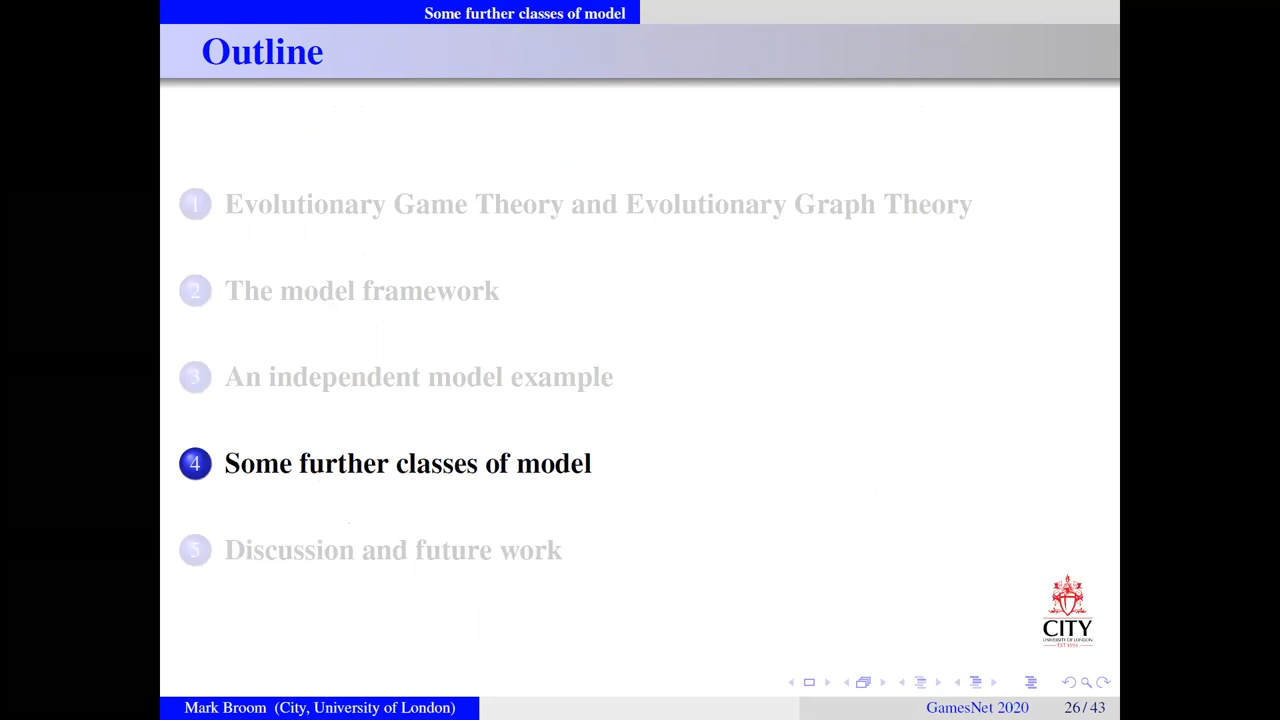 Some further classes of model
Outline
1 Evolutionary Game Theory and Evolutionary Graph Theory
2 The model framework
3 An independent model example
4 Some further classes of model
5 Discussion and future work
CITY
UNIVERSITY OF LONDON
EST 1894
Mark Broom (City, University of London)
GamesNet 2020
26 / 43